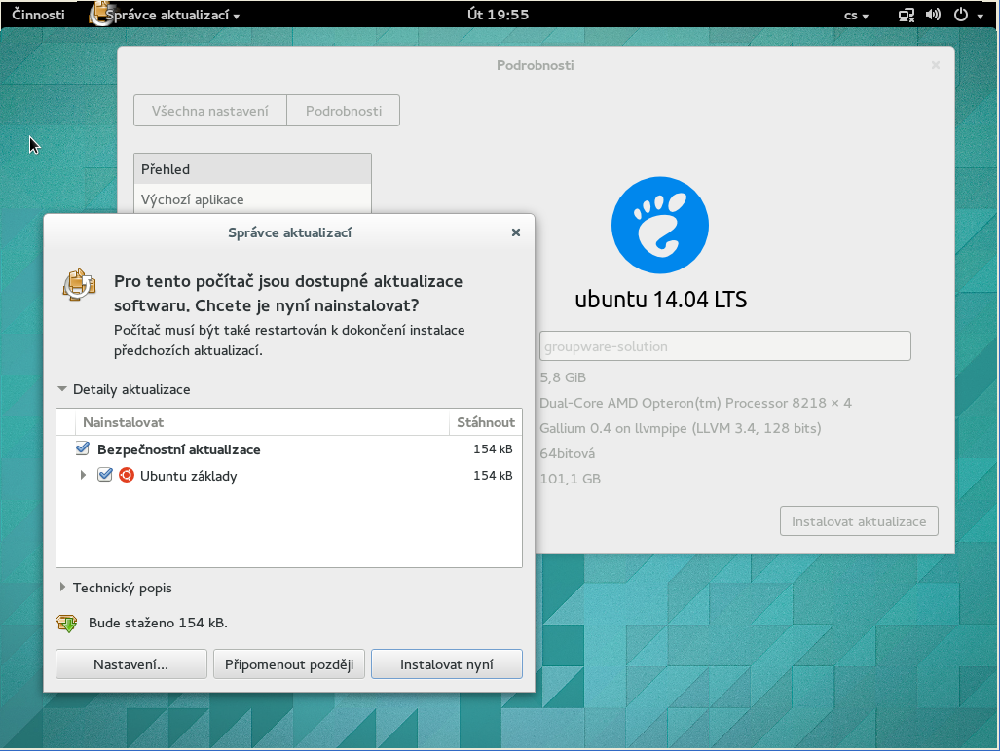 Činnosti
Správce aktualizací
Út 19:55
cs
Podrobnosti
Všechna nastavení
Podrobnosti
Přehled
Výchozí aplikace
ubuntu 14.04 LTS
groupware-solution
5,8 GiB
Dual-Core AMD Opteron(tm) Processor 8218 × 4
Gallium 0.4 on llvmpipe (LLVM 3.4, 128 bits)
64bitová
101,1 GB
Instalovat aktualizace
Správce aktualizací
Pro tento počítač jsou dostupné aktualizace
softwaru. Chcete je nyní nainstalovat?
Počítač musí být také restartován k dokončení instalace
předchozích aktualizací.
Detaily aktualizace
Nainstalovat
Stáhnout
Bezpečnostní aktualizace
154 kB
Ubuntu základy
154 kB
Technický popis
Bude staženo 154 kB.
Nastavení...
Připomenout později
Instalovat nyní